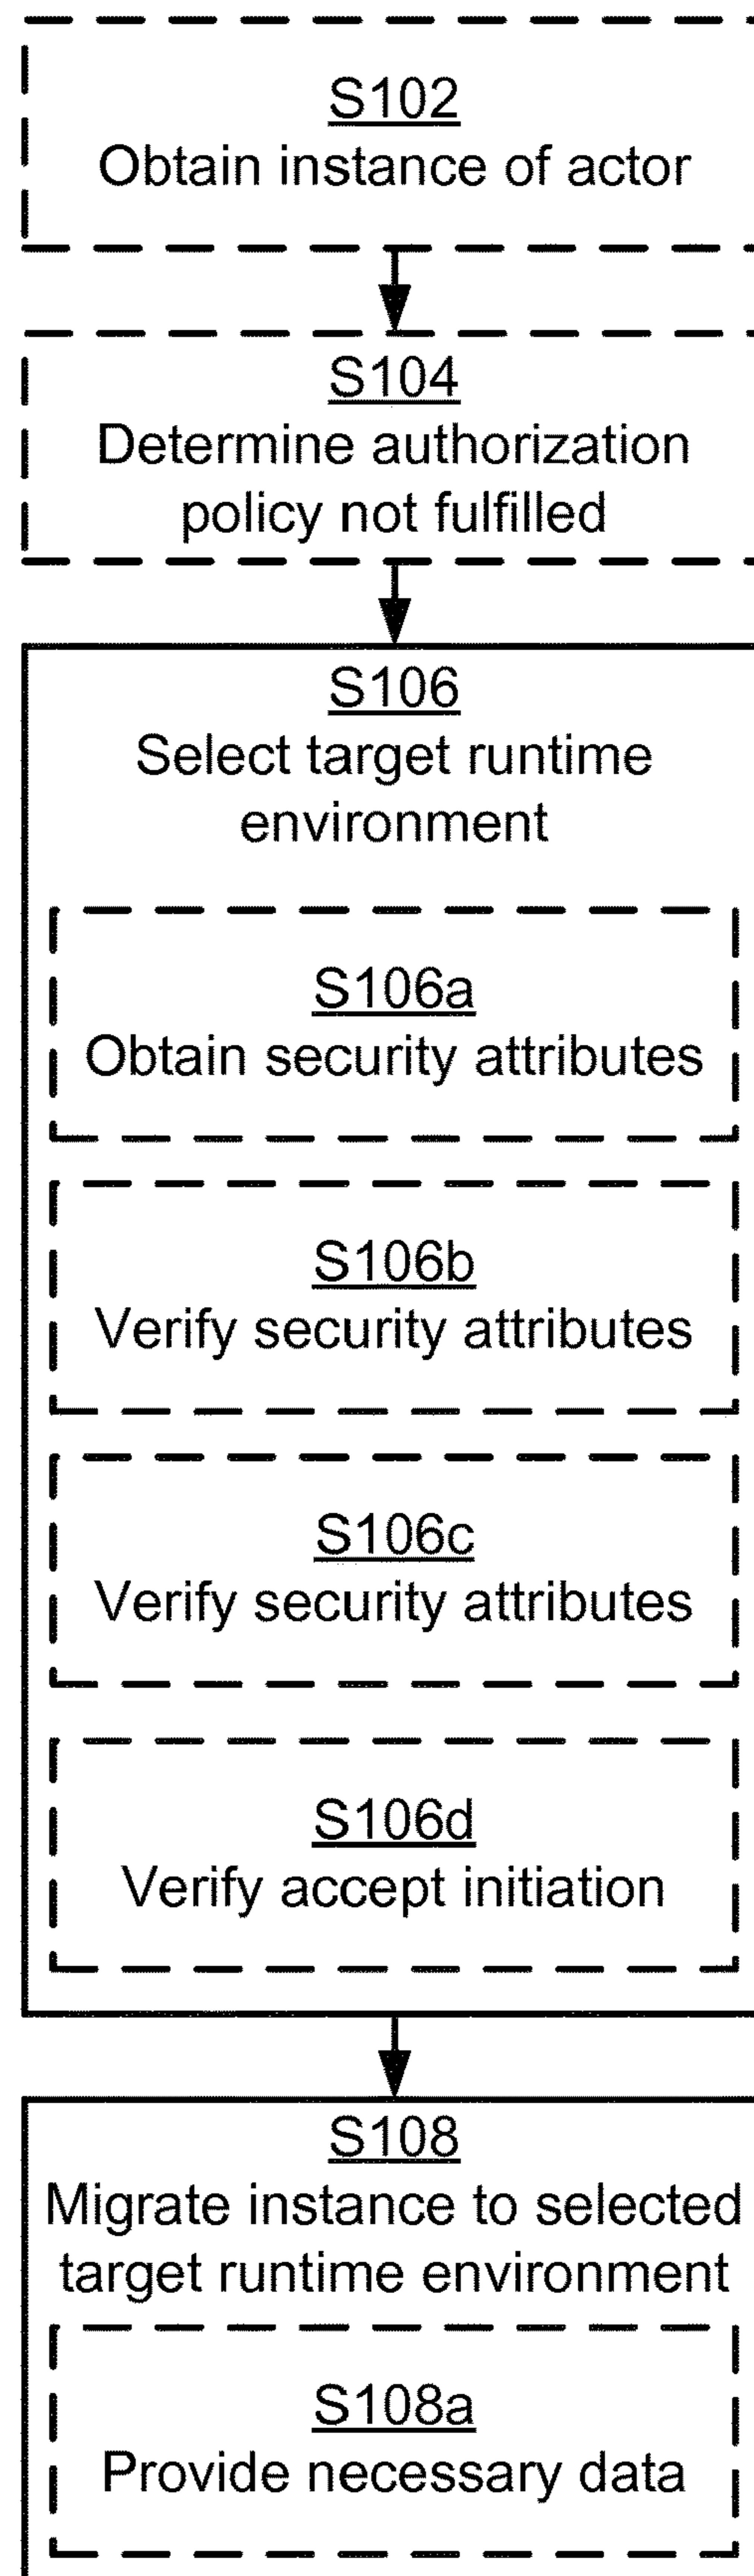 S102
Obtain instance of actor
S104
Determine authorization
policy not fulfilled
S106
Select target runtime
environment
S106a
Obtain security attributes
S106b
Verify security attributes
S106c
Verify security attributes
S106d
Verify accept initiation
S108
Migrate instance to selected
target runtime environment
S108a
Provide necessary data